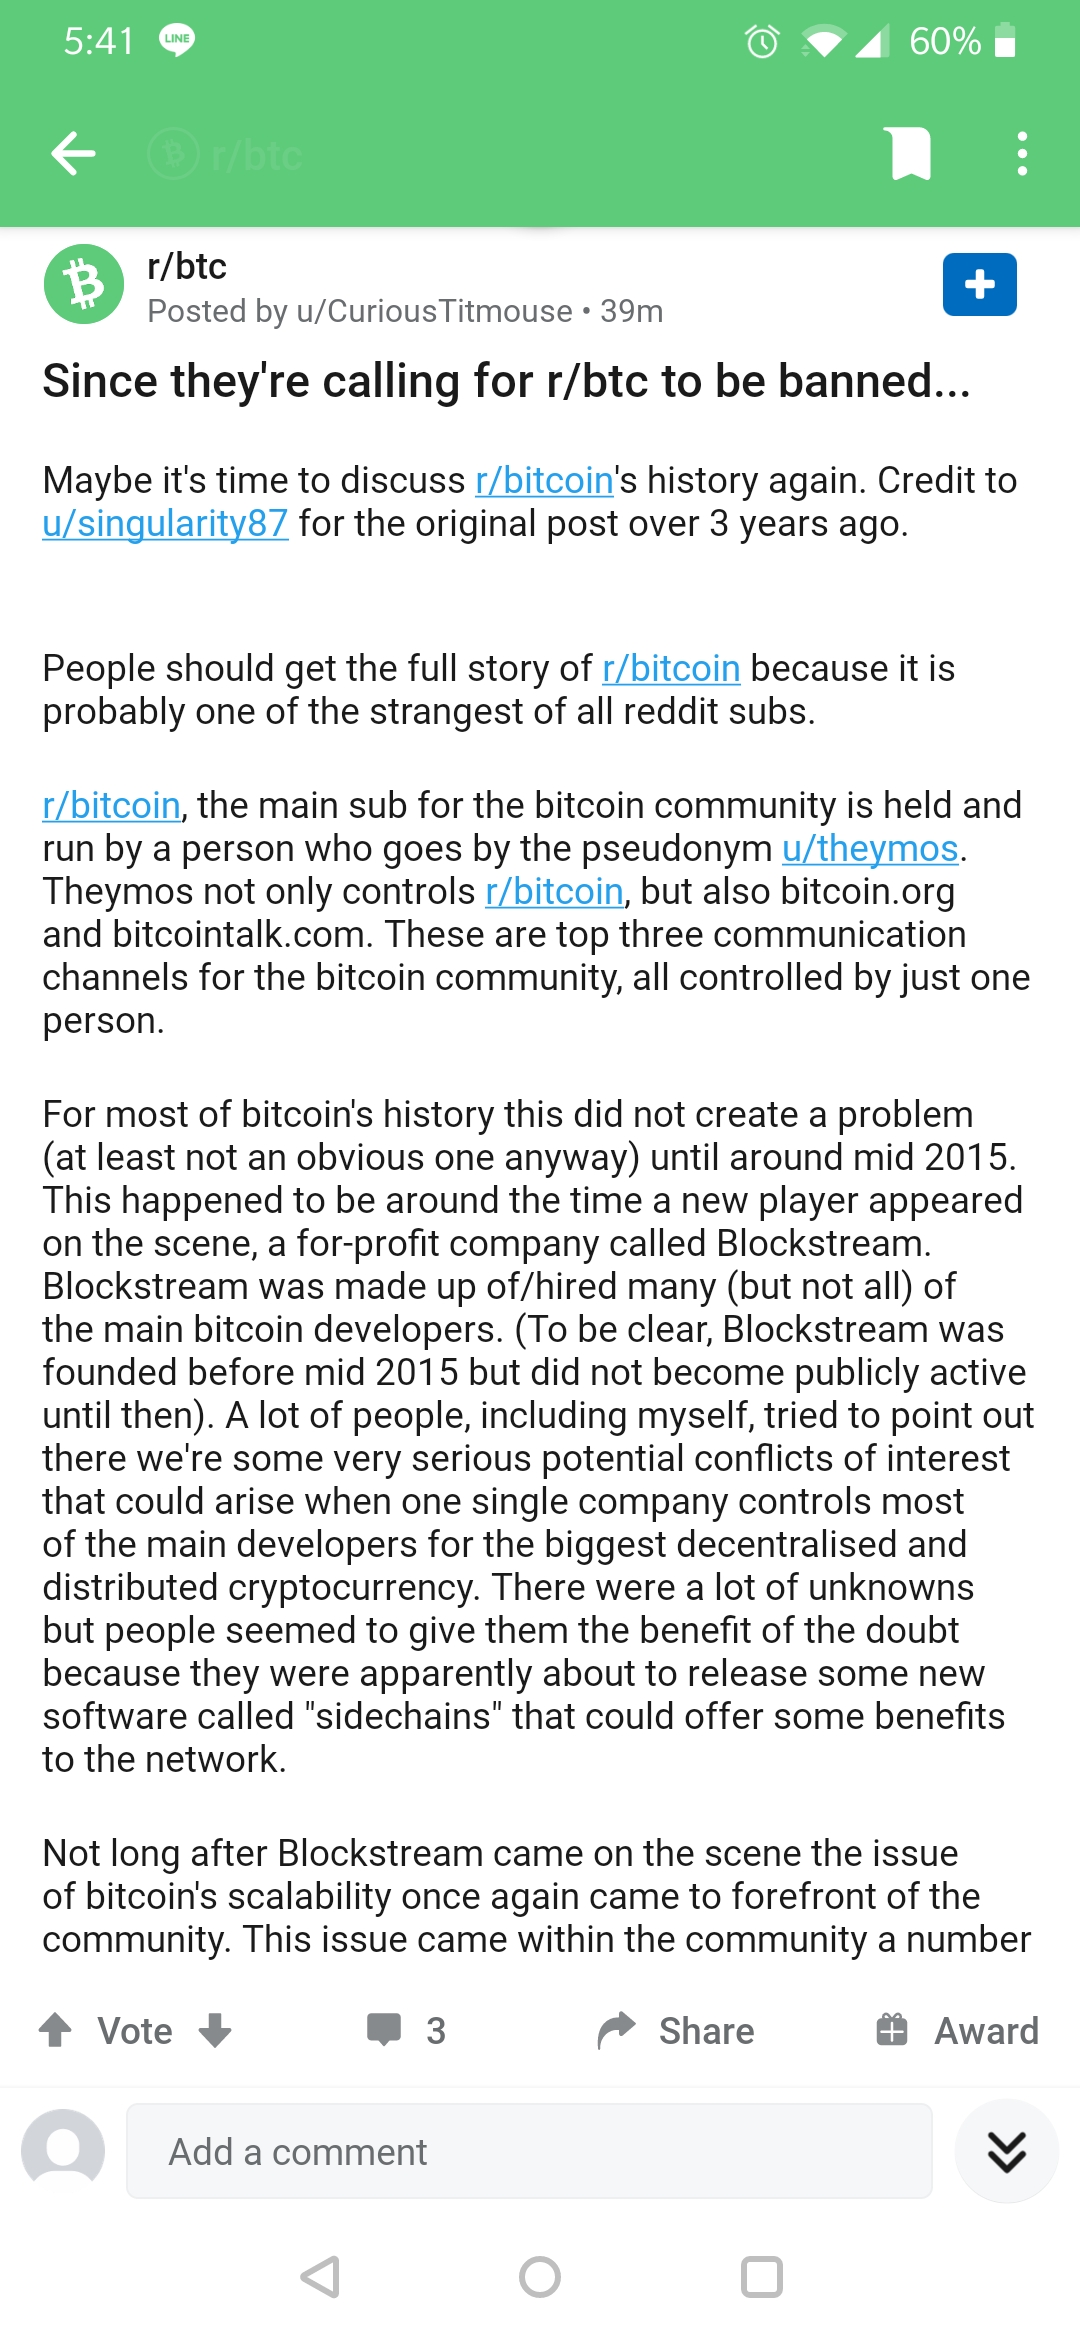 5:41 LINE 60%
r/btc
r/btc
Posted by u/CuriousTitmouse • 39m
Since they're calling for r/btc to be banned...
Maybe it's time to discuss r/bitcoin's history again. Credit to
u/singularity87 for the original post over 3 years ago.
People should get the full story of r/bitcoin because it is
probably one of the strangest of all reddit subs.
r/bitcoin, the main sub for the bitcoin community is held and
run by a person who goes by the pseudonym u/theymos.
Theymos not only controls r/bitcoin, but also bitcoin.org
and bitcointalk.com. These are top three communication
channels for the bitcoin community, all controlled by just one
person.
For most of bitcoin's history this did not create a problem
(at least not an obvious one anyway) until around mid 2015.
This happened to be around the time a new player appeared
on the scene, a for-profit company called Blockstream.
Blockstream was made up of/hired many (but not all) of
the main bitcoin developers. (To be clear, Blockstream was
founded before mid 2015 but did not become publicly active
until then). A lot of people, including myself, tried to point out
there we're some very serious potential conflicts of interest
that could arise when one single company controls most
of the main developers for the biggest decentralised and
distributed cryptocurrency. There were a lot of unknowns
but people seemed to give them the benefit of the doubt
because they were apparently about to release some new
software called "sidechains" that could offer some benefits
to the network.
Not long after Blockstream came on the scene the issue
of bitcoin's scalability once again came to forefront of the
community. This issue came within the community a number
Vote 3 Share Award
Add a comment